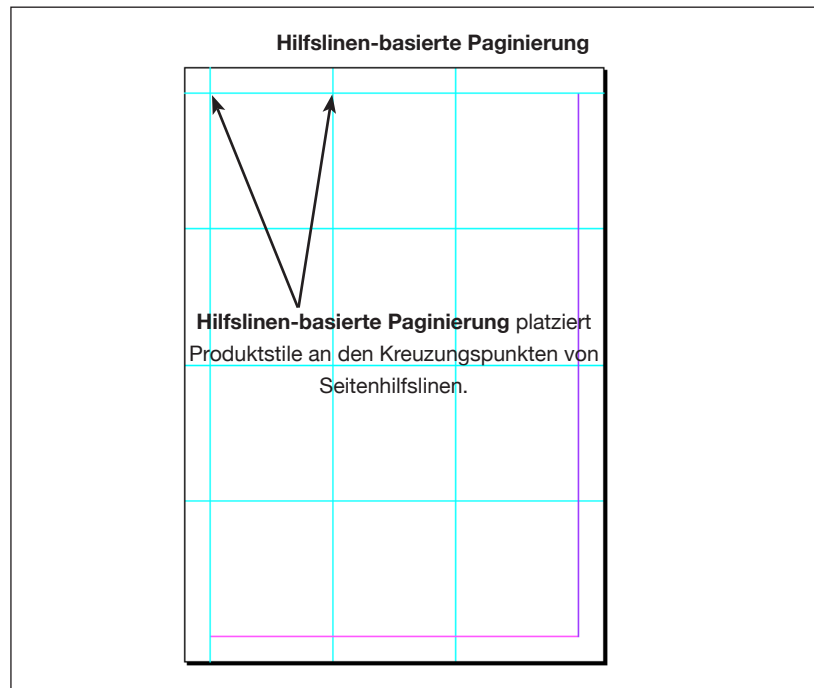 Hilfslinen-basierte Paginierung
Hilfslinen-basierte Paginierung platziert
Produktstile an den Kreuzungspunkten von
Seitenhilfslinen.